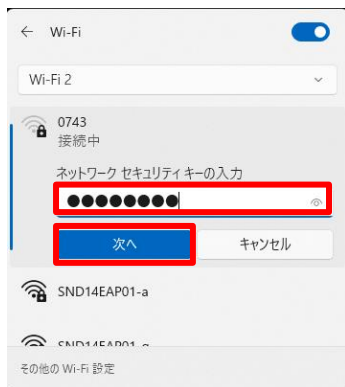 ← Wi-Fi
Wi-Fi 2
0743
接続中
ネットワーク セキュリティ キーの入力
●●●●●●●●
次へ
キャンセル
SND14EAP01-a
SND14EAP01-g
その他の Wi-Fi 設定